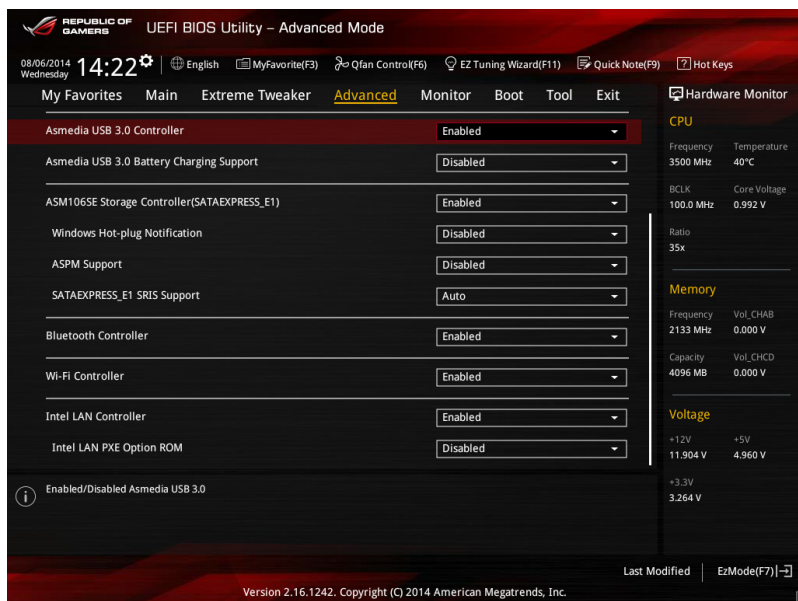 REPUBLIC OF
GAMERS
UEFI BIOS Utility – Advanced Mode
08/06/2014
Wednesday
14:22
English
MyFavorite(F3)
Qfan Control(F6)
EZ Tuning Wizard(F11)
Quick Note(F9)
? Hot Keys
My Favorites Main Extreme Tweaker Advanced Monitor Boot Tool Exit
Asmedia USB 3.0 Controller Enabled
Asmedia USB 3.0 Battery Charging Support Disabled
ASM106SE Storage Controller(SATAEXPRESS_E1) Enabled
Windows Hot-plug Notification Disabled
ASPM Support Disabled
SATAEXPRESS_E1 SRIS Support Auto
Bluetooth Controller Enabled
Wi-Fi Controller Enabled
Intel LAN Controller Enabled
Intel LAN PXE Option ROM Disabled
i Enabled/Disabled Asmedia USB 3.0
Hardware Monitor
CPU
Frequency Temperature
3500 MHz 40°C
BCLK Core Voltage
100.0 MHz 0.992 V
Ratio
35x
Memory
Frequency Vol_CHAB
2133 MHz 0.000 V
Capacity Vol_CHCD
4096 MB 0.000 V
Voltage
+12V +5V
11.904 V 4.960 V
+3.3V
3.264 V
Last Modified EzMode(F7)
Version 2.16.1242. Copyright (C) 2014 American Megatrends, Inc.